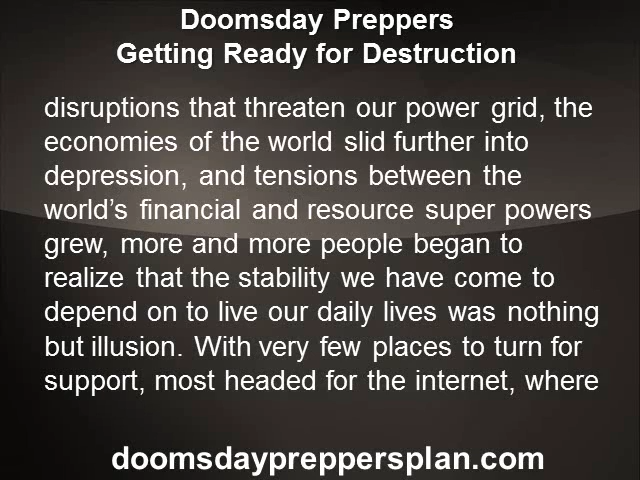 Doomsday Preppers
Getting Ready for Destruction
disruptions that threaten our power grid, the
economies of the world slid further into
depression, and tensions between the
world’s financial and resource super powers
grew, more and more people began to
realize that the stability we have come to
depend on to live our daily lives was nothing
but illusion. With very few places to turn for
support, most headed for the internet, where
doomsdaypreppersplan.com